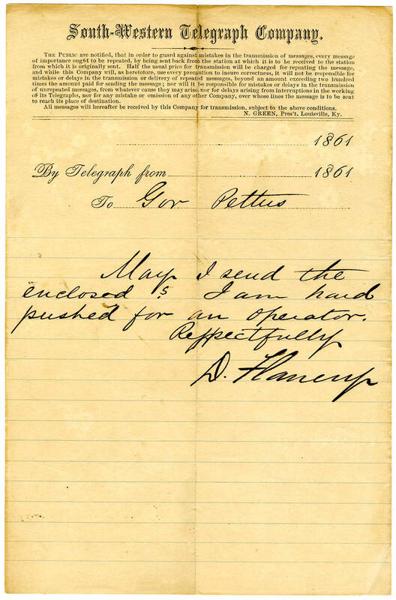 South-Western Telegraph Company.
THE PUBLIC are notified, that in order to guard against mistakes in the transmission of messages, every message
of importance ought to be repeated, by being sent back from the station at which it is to be received to the station
from which it is originally sent. Half the usual price for transmission will be charged for repeating the message,
and while this Company will, as heretofore, use every precaution to insure correctness, it will not be responsible for
mistakes or delays in the transmission or delivery of repeated messages, beyond an amount exceeding two hundred
times the amount paid for sending the message; nor will it be responsible for mistakes or delays in the transmission
of unrepeated messages, from whatever cause they may arise, nor for delays arising from interruptions in the working
of its Telegraphs, nor for any mistake or omission of any other Company, over whose lines the message is to be sent
to reach its place of destination.
All messages will hereafter be received by this Company for transmission, subject to the above conditions.
N. GREEN, Pres't, Louisville, Ky.
1861
By Telegraph from 1861
To Gov Pettus
May I send the
enclosed s I am hard
pushed for an operator.
Respectfully
D. Flanery